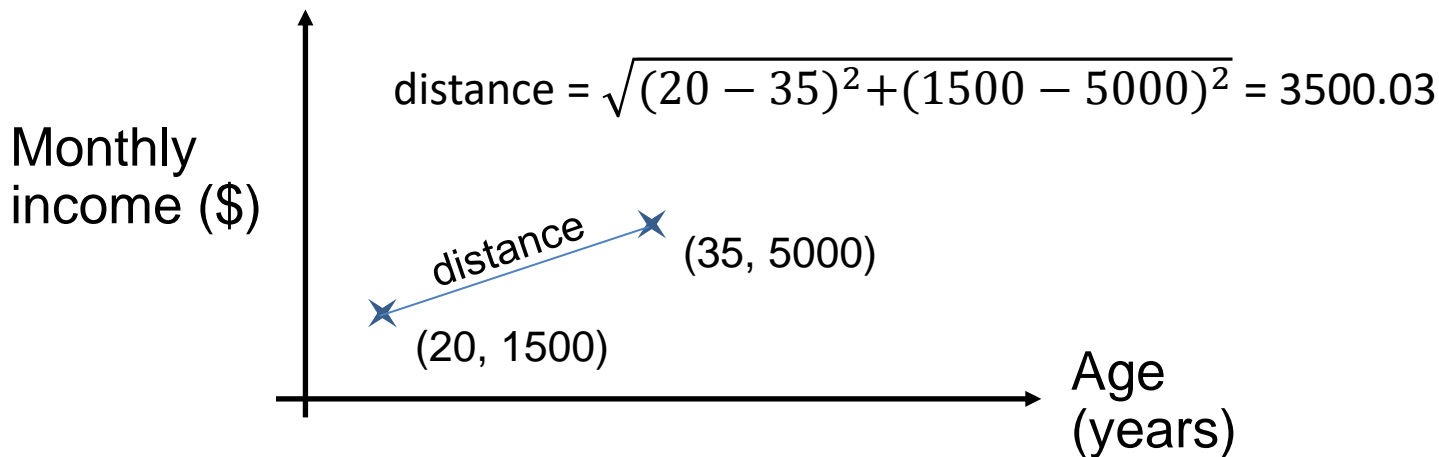 distance = √(20 − 35)²+(1500 − 5000)² = 3500.03
Monthly
income ($)
distance
(35, 5000)
(20, 1500)
Age
(years)